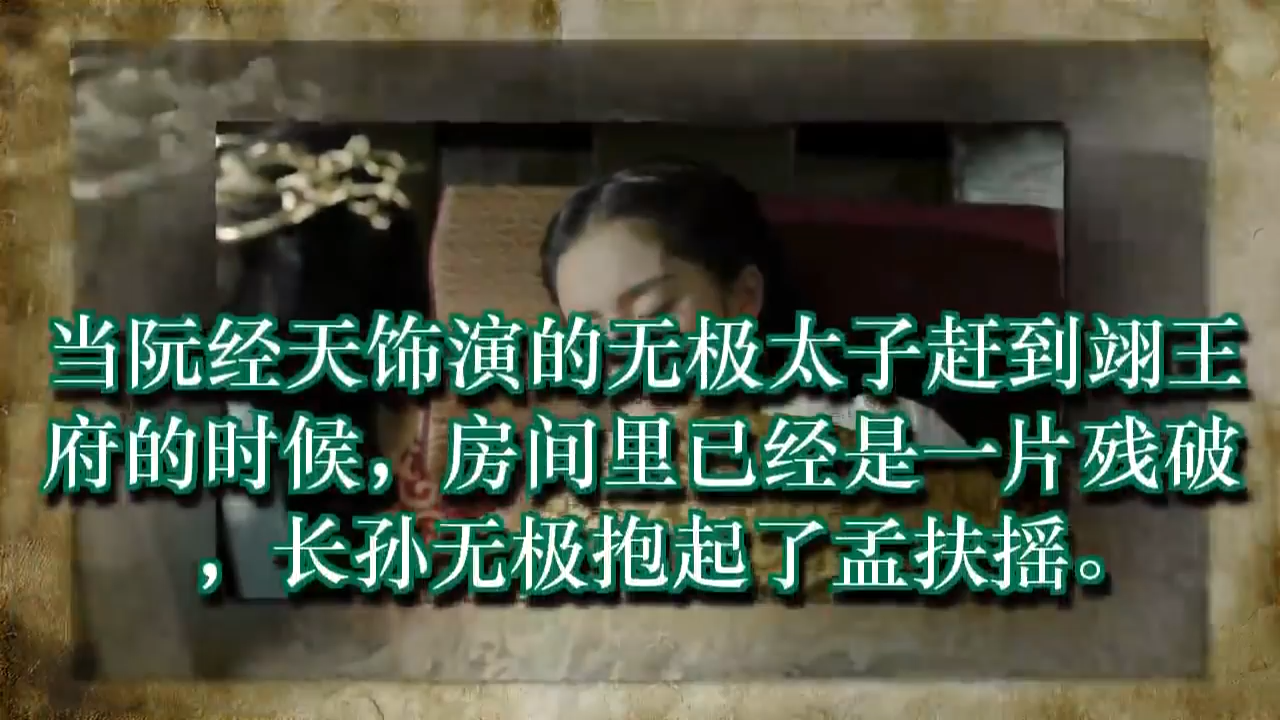 当阮经天饰演的无极太子赶到翊王
府的时候，房间里已经是一片残破
，长孙无极抱起了孟扶摇。